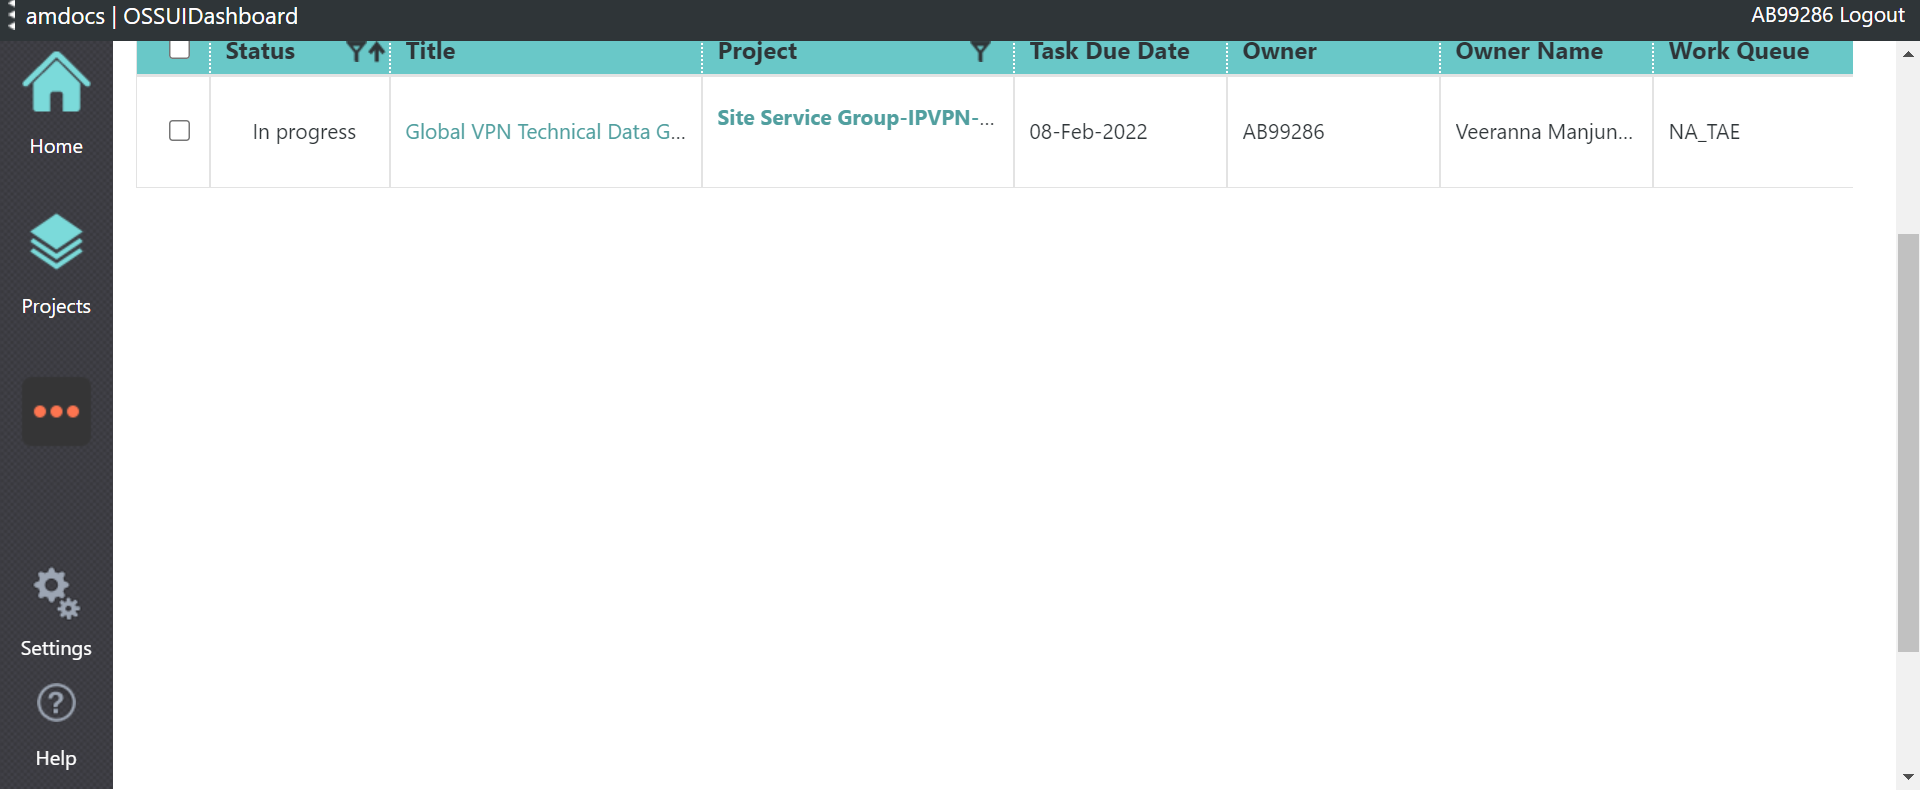 amdocs | OSSUIDashboard
AB99286 Logout
Status Title Project Task Due Date Owner Owner Name Work Queue
In progress Global VPN Technical Data G... Site Service Group-IPVPN-... 08-Feb-2022 AB99286 Veeranna Manjun... NA_TAE
Home
Projects
Settings
?
Help